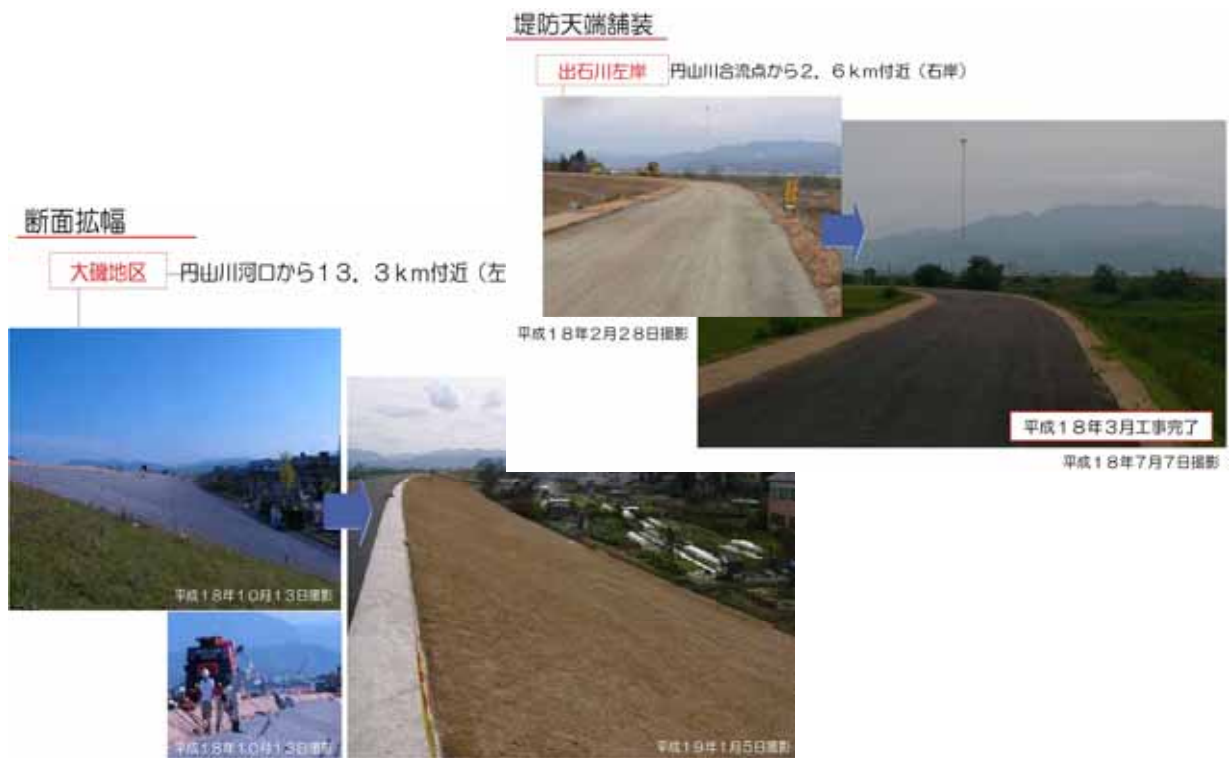 堤防天端舗装
出石川左岸 円山川合流点から2．6km付近（右岸）
平成18年2月28日撮影
平成18年3月工事完了
平成18年7月7日撮影
断面拡幅
大磯地区 円山川河口から13．3km付近（左
平成18年10月13日撮影
平成18年10月13日撮影
平成19年1月5日撮影